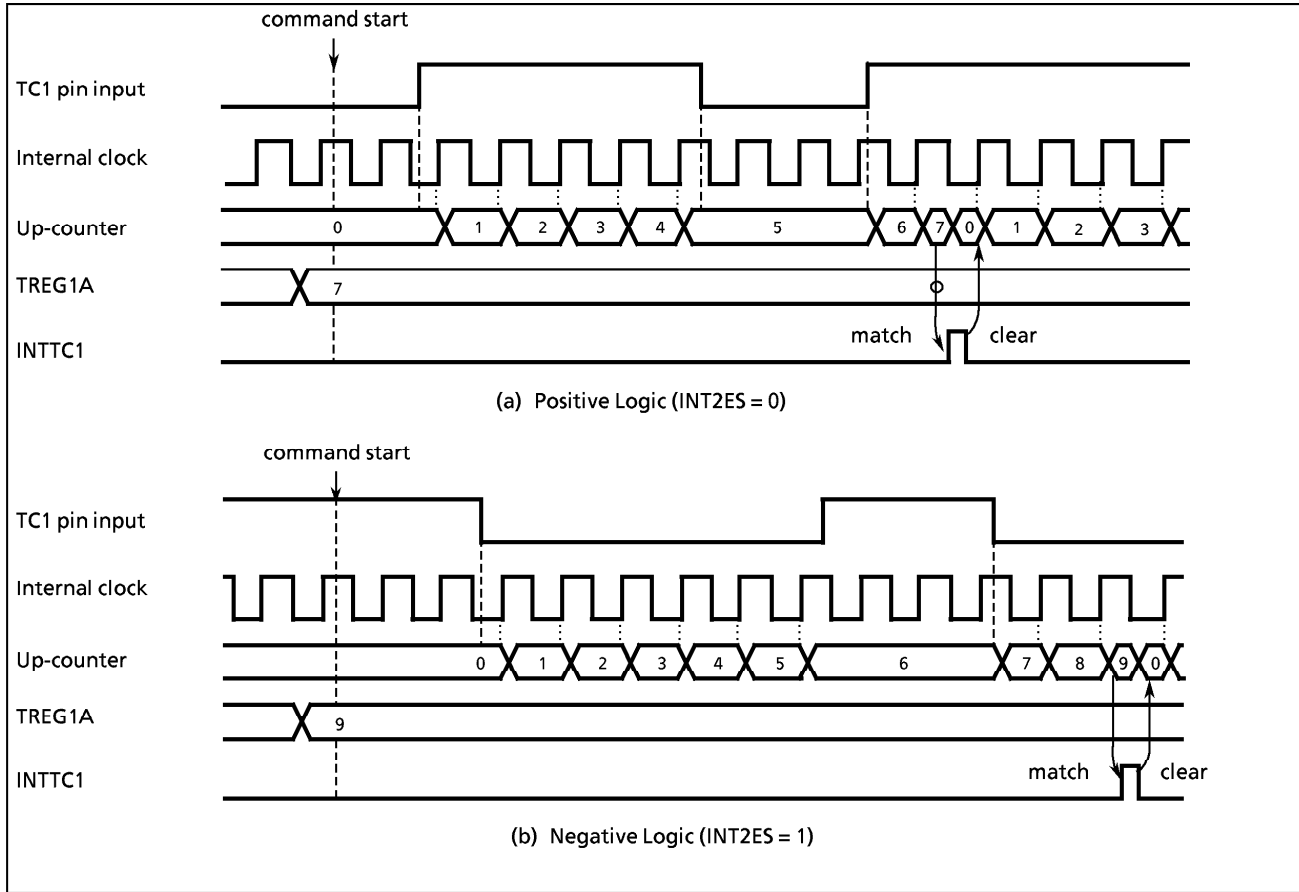 command start
TC1 pin input
Internal clock
Up-counter 0 1 2 3 4 5 6 7 0 1 2 3
TREG1A 7
match clear
INTTC1
(a) Positive Logic (INT2ES = 0)
command start
TC1 pin input
Internal clock
Up-counter 0 1 2 3 4 5 6 7 8 9 0
TREG1A 9
INTTC1 match clear
(b) Negative Logic (INT2ES = 1)